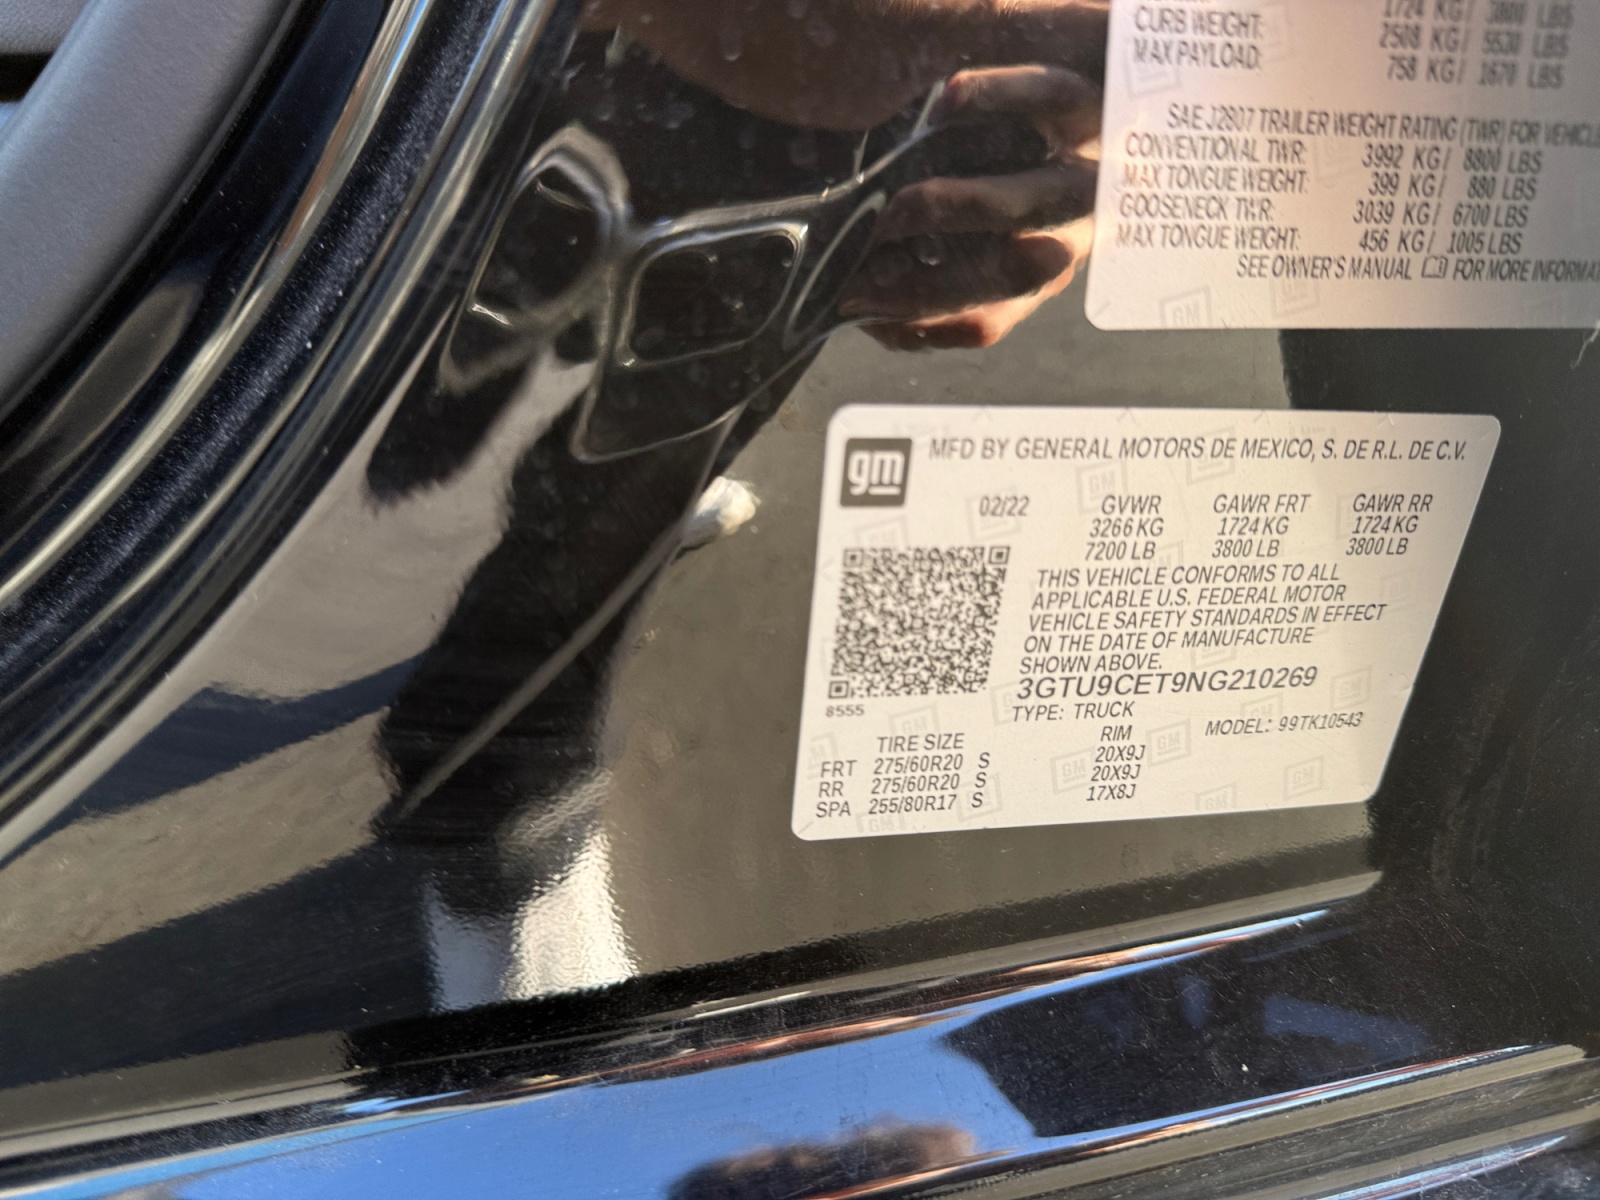 1724 KG/ 3800 LBS
CURB WEIGHT: 2508 KG/ 5530 LBS
MAX PAYLOAD: 758 KG/ 1670 LBS
SAE J2807 TRAILER WEIGHT RATING (TWR) FOR VEHICLE
CONVENTIONAL TWR: 3992 KG/ 8800 LBS
MAX TONGUE WEIGHT: 399 KG/ 880 LBS
GOOSENECK TWR: 3039 KG/ 6700 LBS
MAX TONGUE WEIGHT: 456 KG/ 1005 LBS
SEE OWNER'S MANUAL FOR MORE INFORMAT
gm MFD BY GENERAL MOTORS DE MEXICO, S. DE R.L. DE C.V.
02/22 GVWR GAWR FRT GAWR RR
3266 KG 1724 KG 1724 KG
7200 LB 3800 LB 3800 LB
THIS VEHICLE CONFORMS TO ALL
APPLICABLE U.S. FEDERAL MOTOR
VEHICLE SAFETY STANDARDS IN EFFECT
ON THE DATE OF MANUFACTURE
SHOWN ABOVE.
3GTU9CET9NG210269
8555 TYPE: TRUCK MODEL: 99TK10543
TIRE SIZE RIM
FRT 275/60R20 S 20X9J
RR 275/60R20 S 20X9J
SPA 255/80R17 S 17X8J